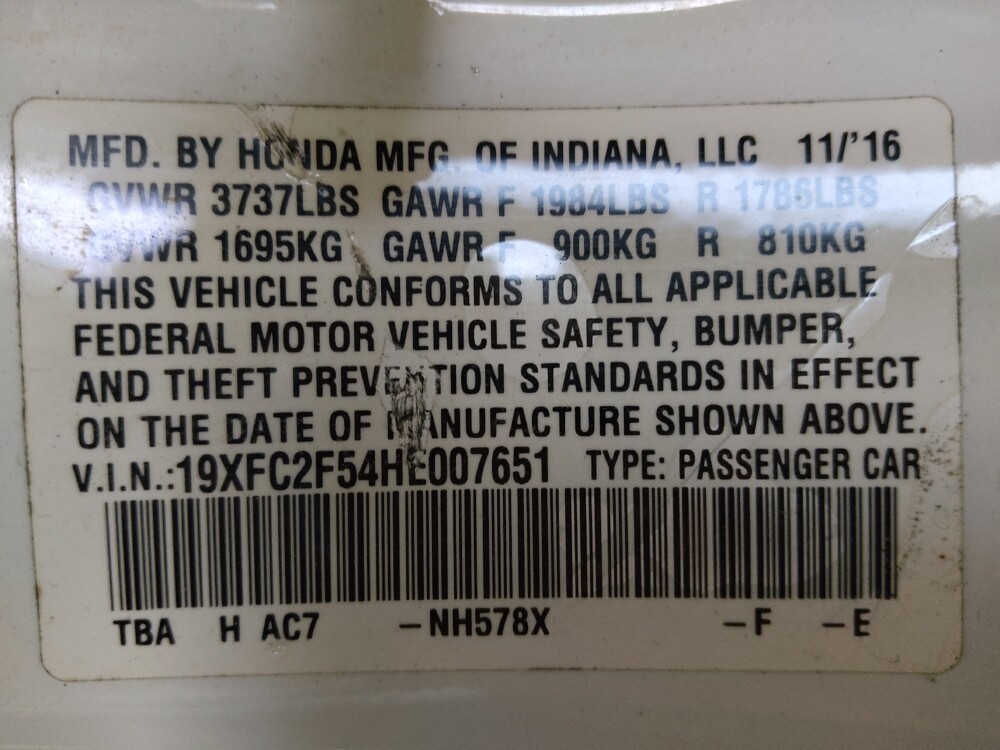 MFD. BY HONDA MFG. OF INDIANA, LLC 11/'16
GVWR 3737LBS GAWR F 1984LBS R 1786LBS
GVWR 1695KG GAWR F 900KG R 810KG
THIS VEHICLE CONFORMS TO ALL APPLICABLE
FEDERAL MOTOR VEHICLE SAFETY, BUMPER,
AND THEFT PREVENTION STANDARDS IN EFFECT
ON THE DATE OF MANUFACTURE SHOWN ABOVE.
V.I.N.:19XFC2F54HE007651 TYPE: PASSENGER CAR
TBA H AC7 –NH578X –F –E